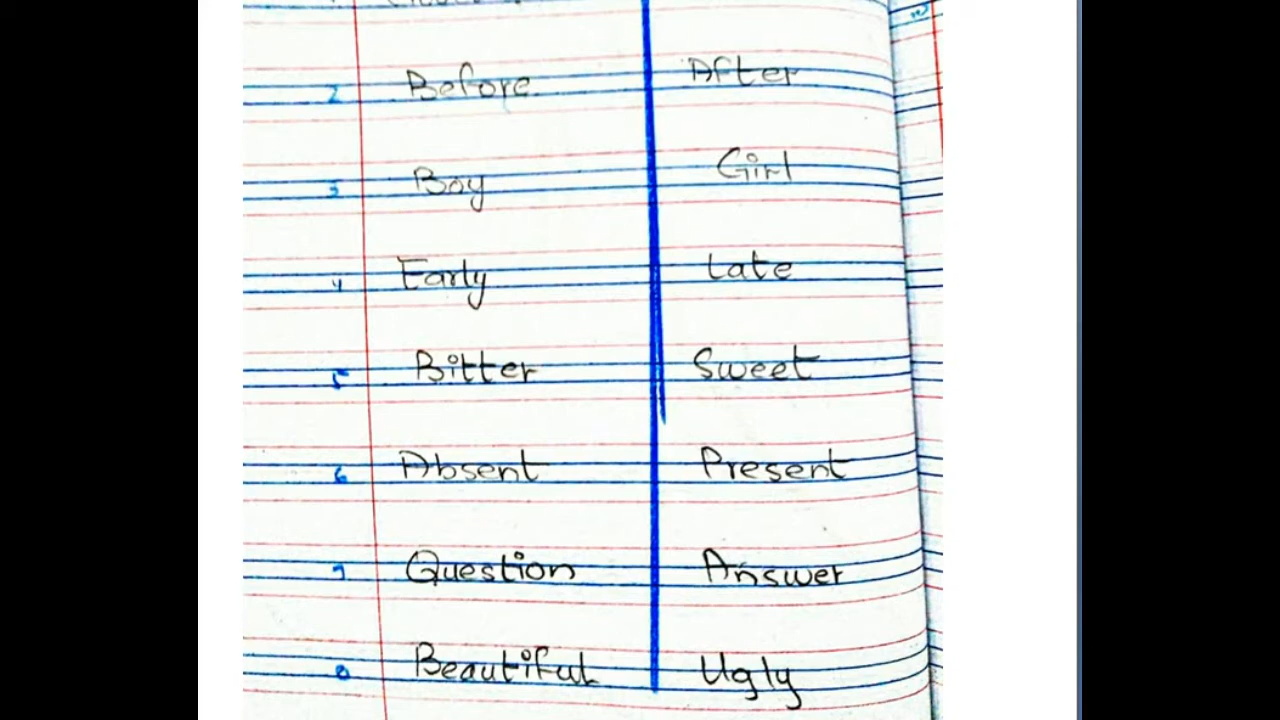 2 Before. After
3 Boy Girl
4 Early Late
5 Bitter Sweet
6 Absent Present
7 Question Answer
8 Beautiful Ugly